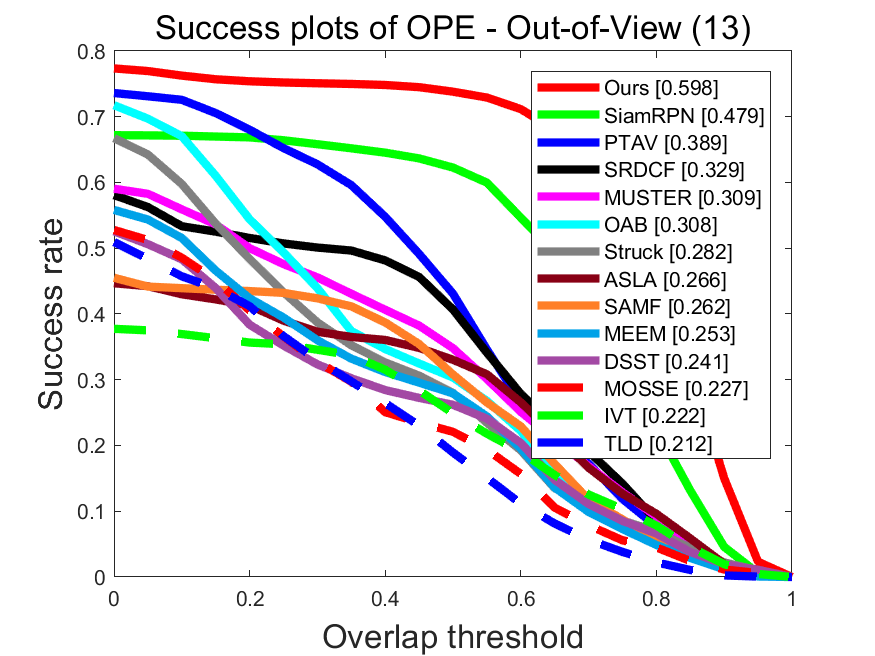 Success plots of OPE - Out-of-View (13)
0.8
0.7
0.6
0.5
0.4
0.3
0.2
0.1
0
Success rate
Ours [0.598]
SiamRPN [0.479]
PTAV [0.389]
SRDCF [0.329]
MUSTER [0.309]
OAB [0.308]
Struck [0.282]
ASLA [0.266]
SAMF [0.262]
MEEM [0.253]
DSST [0.241]
MOSSE [0.227]
IVT [0.222]
TLD [0.212]
0 0.2 0.4 0.6 0.8 1
Overlap threshold